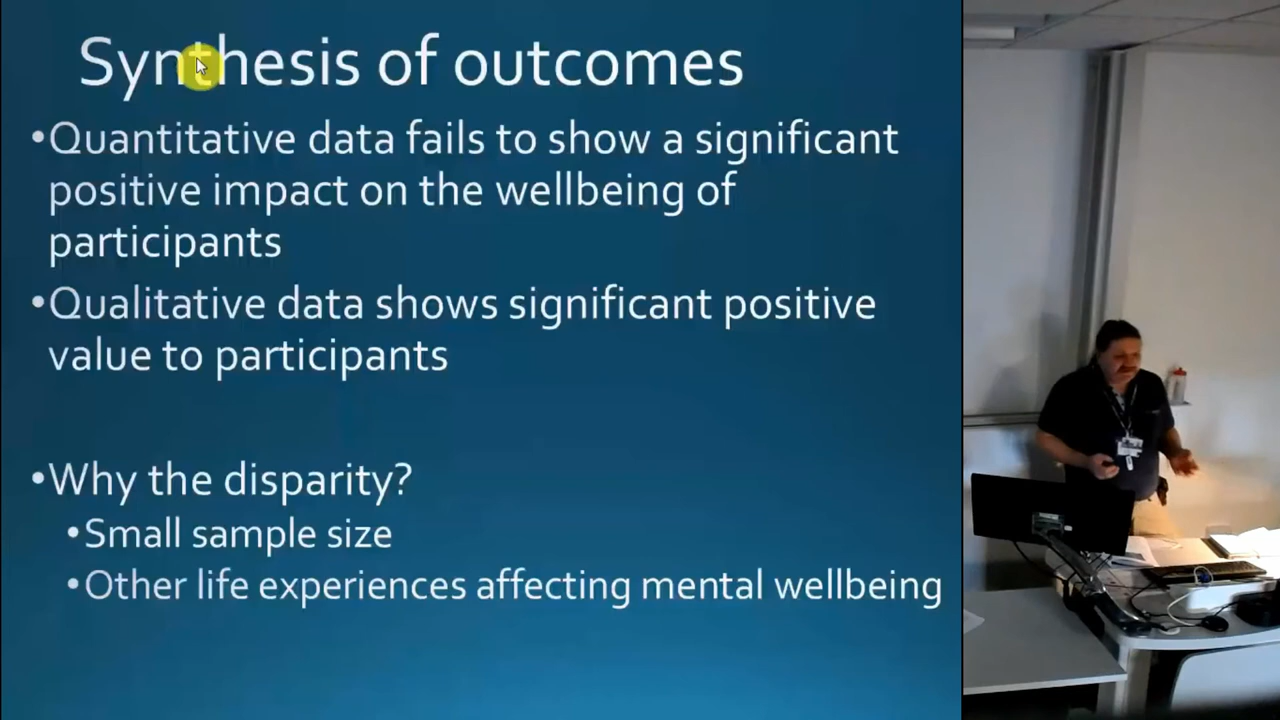 Synthesis of outcomes
•Quantitative data fails to show a significant
positive impact on the wellbeing of
participants
•Qualitative data shows significant positive
value to participants
•Why the disparity?
•Small sample size
•Other life experiences affecting mental wellbeing